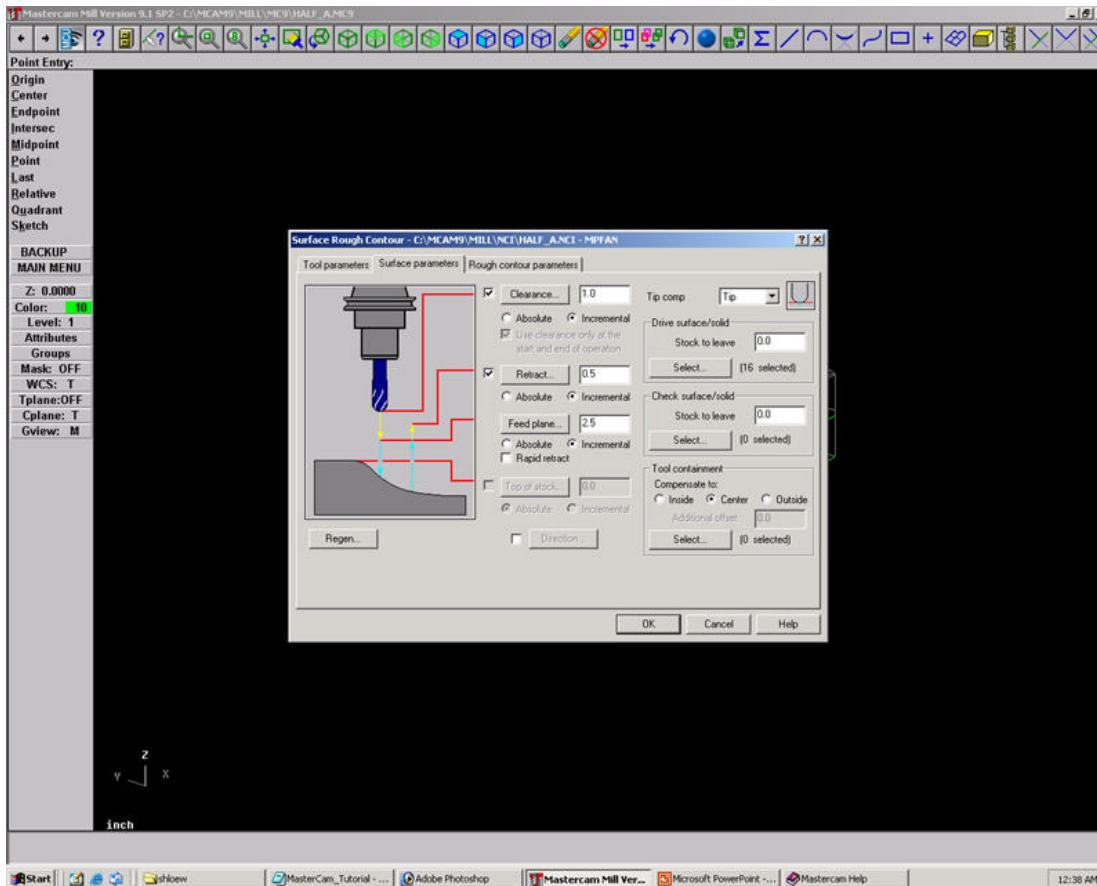 Mastercam Mill Version 9.1 SP2 - C:\MCAM9\MILL\MC9\HALF_A.MC9
Point Entry:
Origin
Center
Endpoint
Intersec
Midpoint
Point
Last
Relative
Quadrant
Sketch
BACKUP
MAIN MENU
Z: 0.0000
Color: 10
Level: 1
Attributes
Groups
Mask: OFF
WCS: T
Tplane:OFF
Cplane: T
Gview: M
Surface Rough Contour - C:\MCAM9\MILL\NCI\HALF_A.NCI - MPFAN
Tool parameters Surface parameters Rough contour parameters
Clearance... 1.0
Absolute Incremental
Use clearance only at the
start and end of operation
Retract... 0.5
Absolute Incremental
Feed plane... 2.5
Absolute Incremental
Rapid retract
Top of stock... 0.0
Absolute Incremental
Regen...
Direction...
Tip comp Tip
Drive surface/solid
Stock to leave 0.0
Select... (16 selected)
Check surface/solid
Stock to leave 0.0
Select... (0 selected)
Tool containment
Compensate to:
Inside Center Outside
Additional offset 0.0
Select... (0 selected)
OK Cancel Help
Z
Y X
inch
Start shloew MasterCam_Tutorial - ... Adobe Photoshop Mastercam Mill Ver... Microsoft PowerPoint -... Mastercam Help 12:38 AM